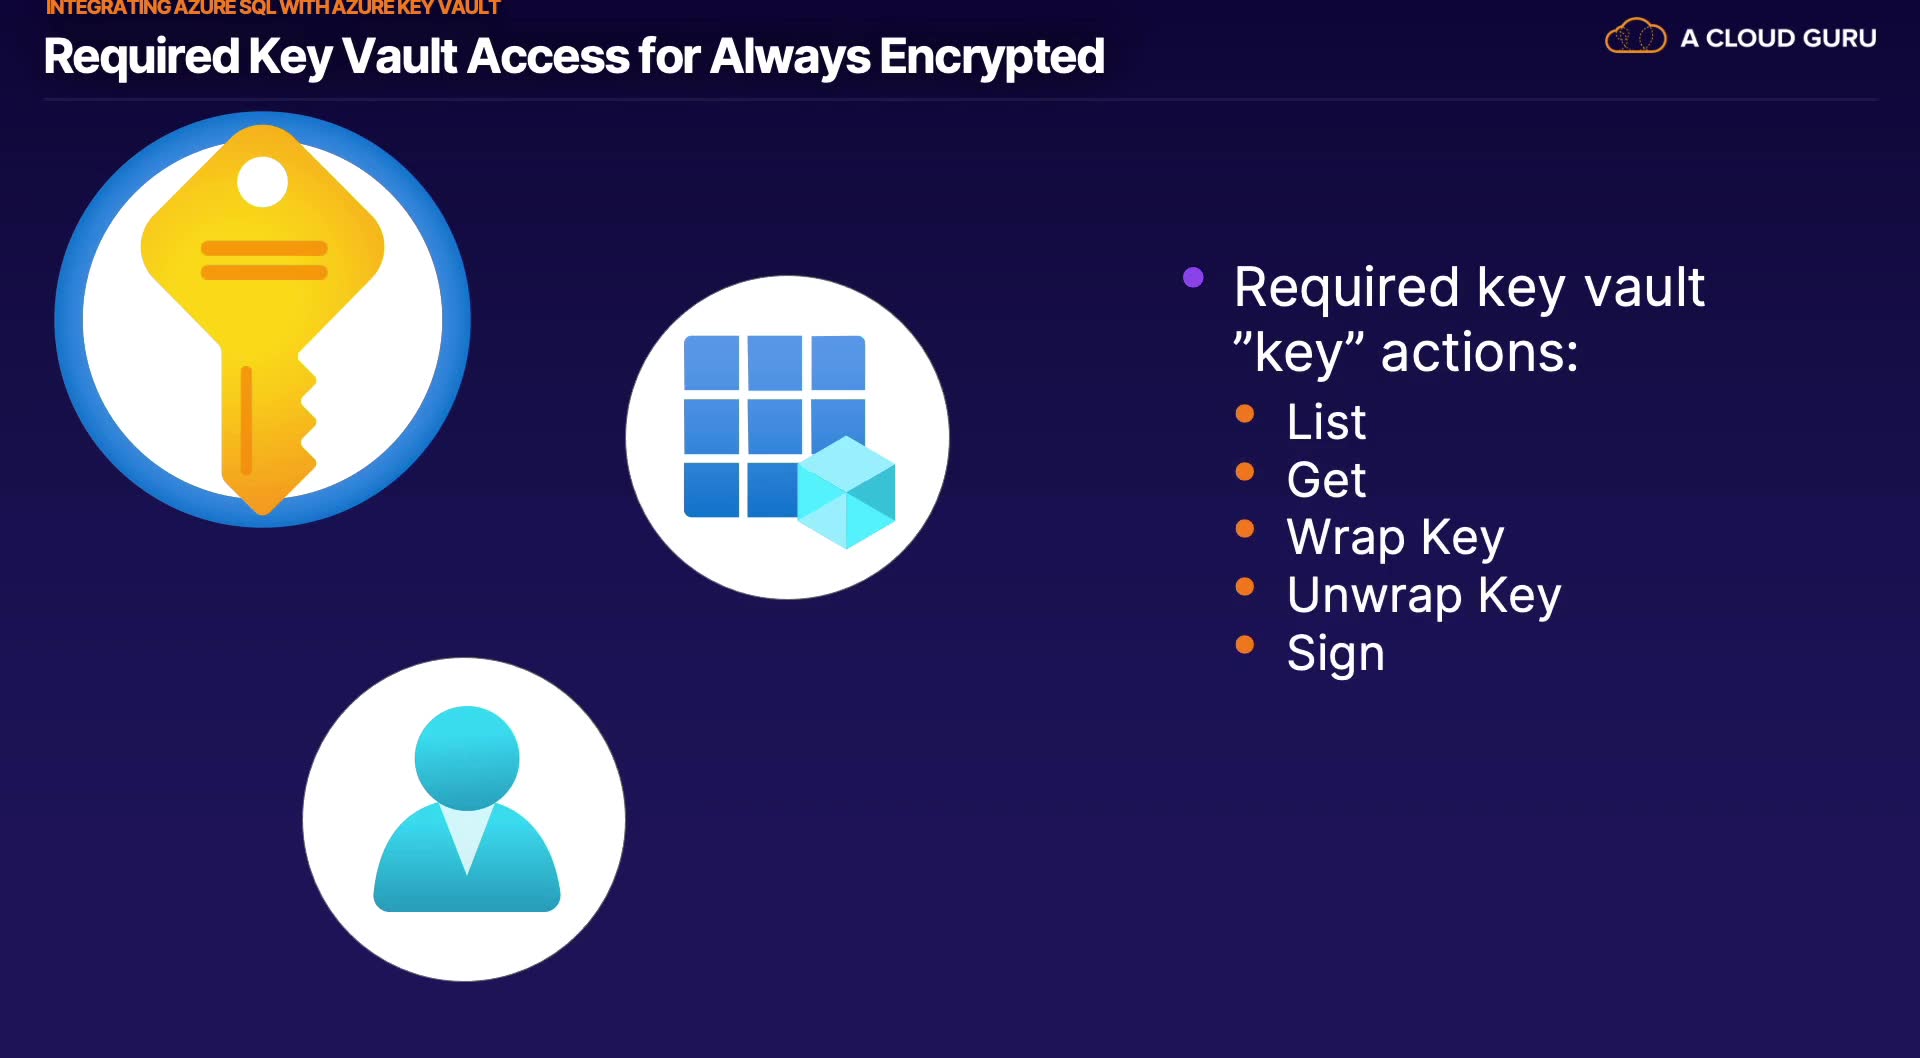 INTEGRATING AZURE SQL WITH AZURE KEY VAULT
Required Key Vault Access for Always Encrypted
A CLOUD GURU
Required key vault
”key” actions:
List
Get
Wrap Key
Unwrap Key
Sign